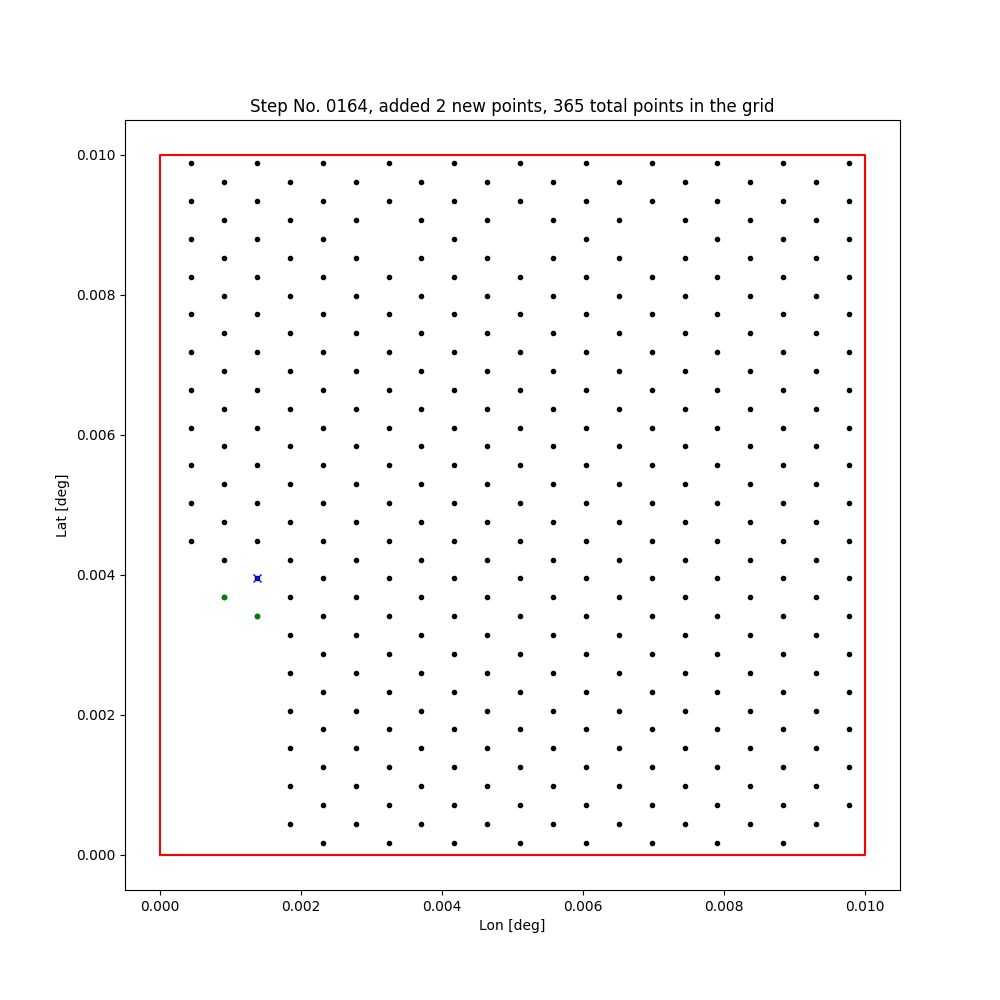 Step No. 0164, added 2 new points, 365 total points in the grid
0.010
0.008
0.006
0.004
0.002
0.000
Lat [deg]
0.000 0.002 0.004 0.006 0.008 0.010
Lon [deg]